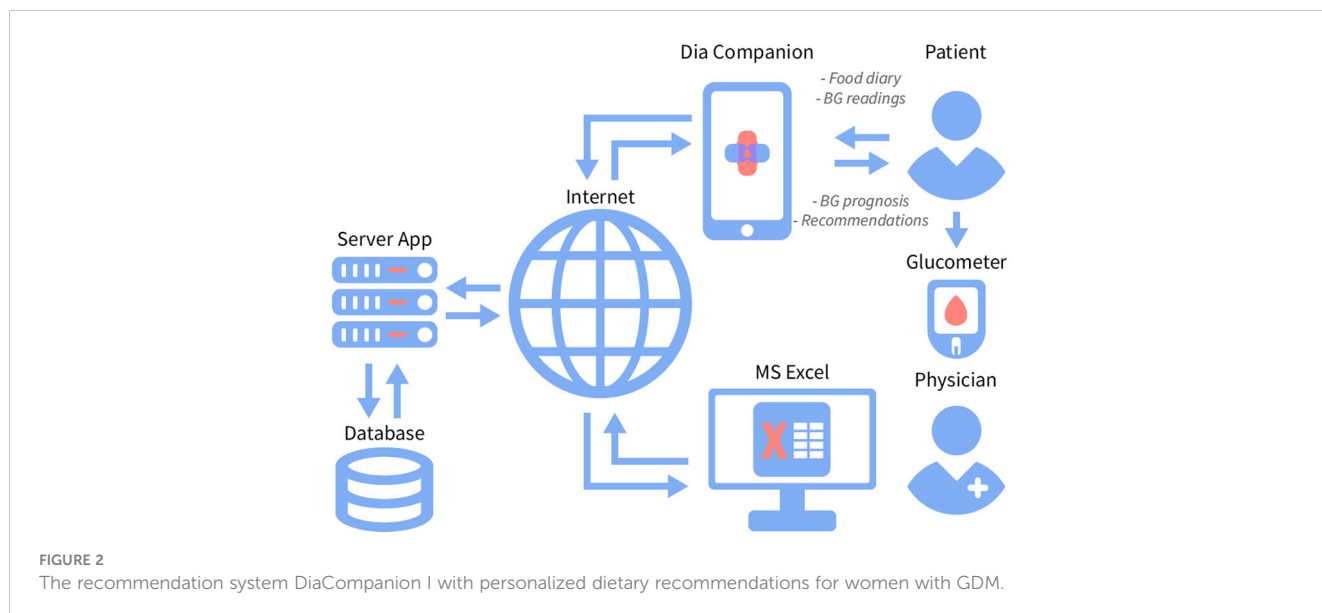 Dia Companion
Patient
- Food diary
- BG readings
- BG prognosis
- Recommendations
Internet
Server App
Glucometer
MS Excel
Physician
Database
X
FIGURE 2
The recommendation system DiaCompanion I with personalized dietary recommendations for women with GDM.